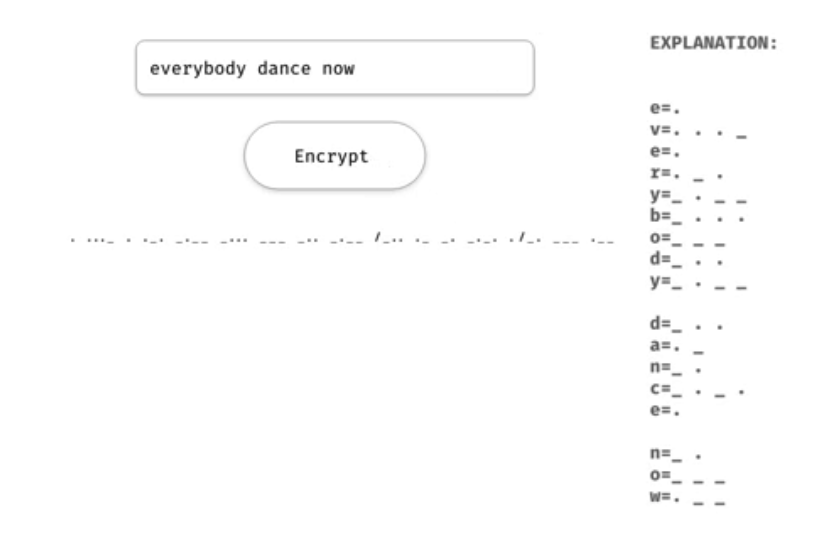 everybody dance now
Encrypt
. ..._ . ._. _.__ _... ___ _.. _.__ /_.. ._ _. _._. ./_. ___ .__
EXPLANATION:
e=.
v=. . . _
e=.
r=. _ .
y=_ . _ _
b=_ . . .
o=_ _ _
d=_ . .
y=_ . _ _
d=_ . .
a=. _
n=_ .
c=_ . _ .
e=.
n=_ .
o=_ _ _
w=. _ _